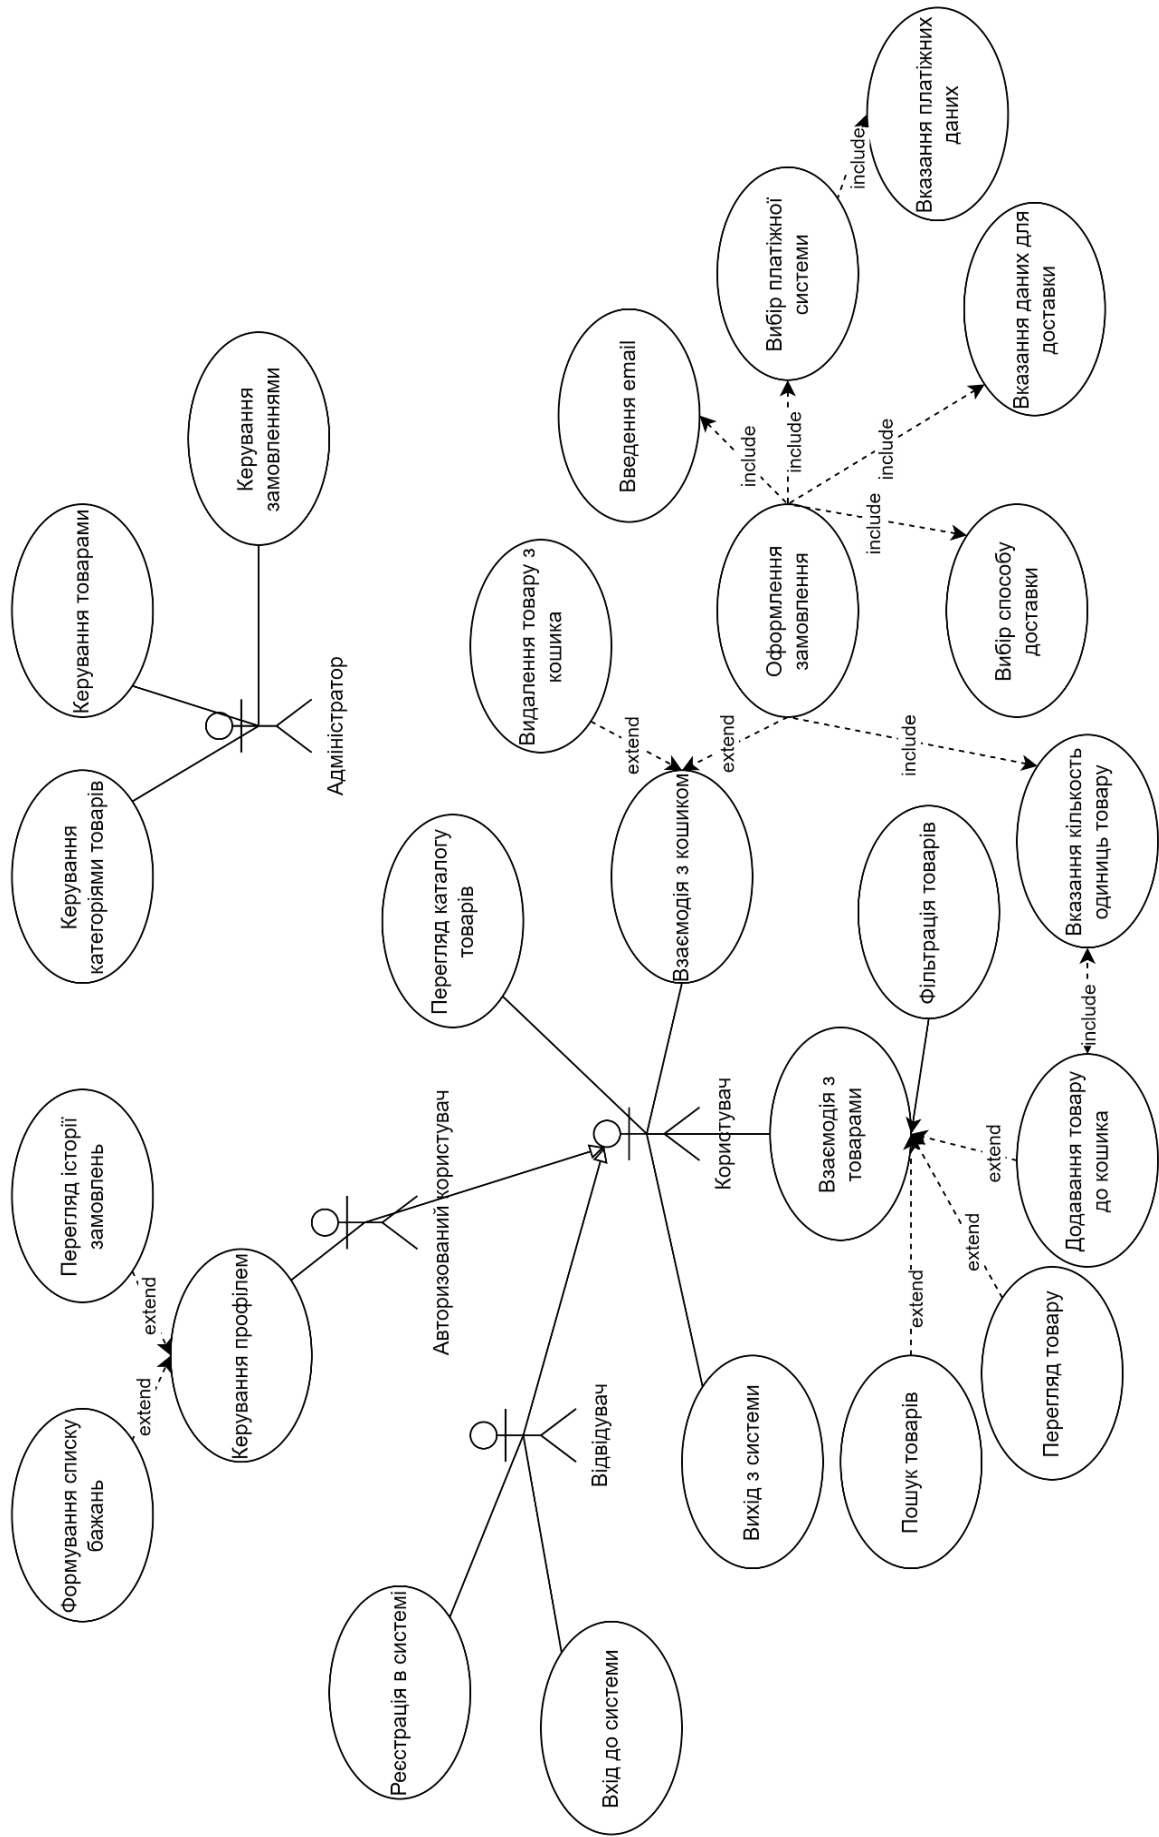 Формування списку
бажань
Перегляд історії
замовлень
Керування
категоріями товарів
Керування товарами
extend
extend
Керування профілем
Керування
замовленнями
Адміністратор
Реєстрація в системі
Авторизований користувач
Перегляд каталогу
товарів
Видалення товару з
кошика
Відвідувач
Вхід до системи
Введення email
extend
Взаємодія з кошиком
Користувач
extend
include
Вихід з системи
Оформлення
замовлення
include
Вибір платіжної
системи
Взаємодія з
товарами
include
include
include
Пошук товарів
extend
include
Фільтрація товарів
Вказання платіжних
даних
extend
extend
Вибір способу
доставки
Вказання даних для
доставки
Перегляд товару
Додавання товару
до кошика
include
Вказання кількость
одиниць товару